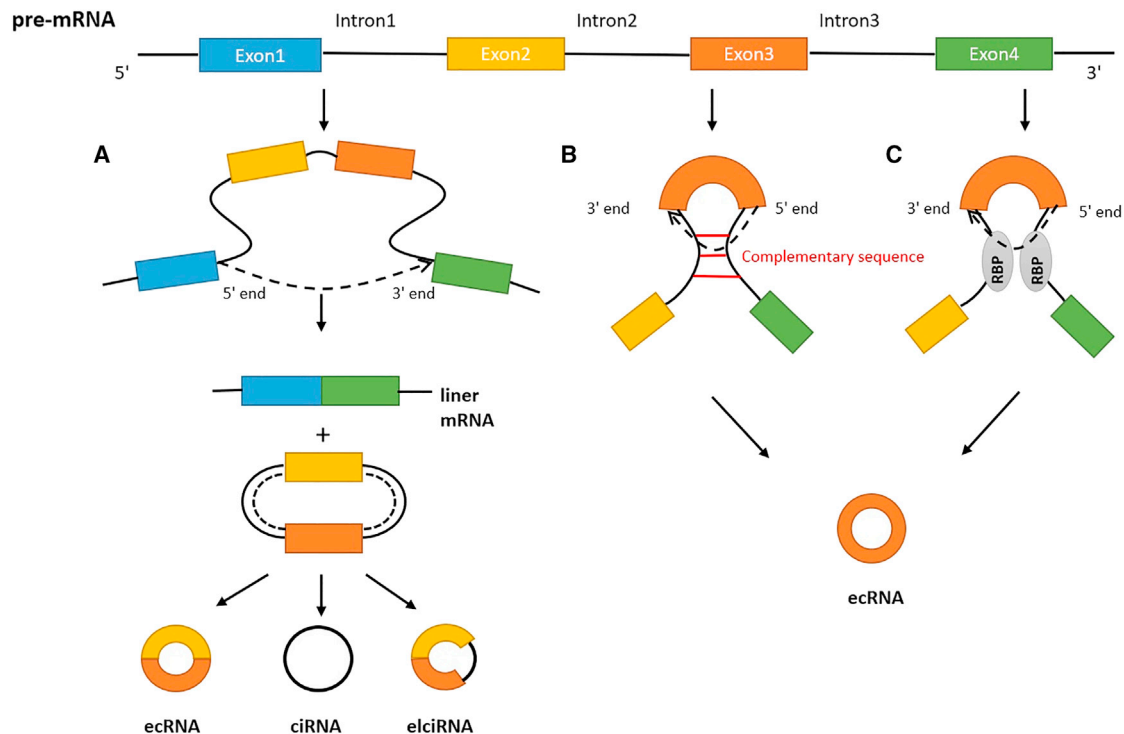 pre-mRNA
Intron1
Intron2
Intron3
Exon1
Exon2
Exon3
Exon4
5'
3'
A
B
C
5' end
3' end
3' end
5' end
Complementary sequence
3' end
5' end
RBP
RBP
liner
mRNA
+
ecRNA
ciRNA
elciRNA
ecRNA